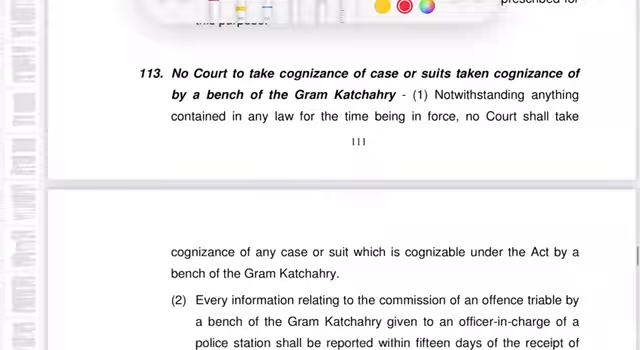 prescribed for
this purpose.
113. No Court to take cognizance of case or suits taken cognizance of
by a bench of the Gram Katchahry - (1) Notwithstanding anything
contained in any law for the time being in force, no Court shall take
111
cognizance of any case or suit which is cognizable under the Act by a
bench of the Gram Katchahry.
(2) Every information relating to the commission of an offence triable by
a bench of the Gram Katchahry given to an officer-in-charge of a
police station shall be reported within fifteen days of the receipt of